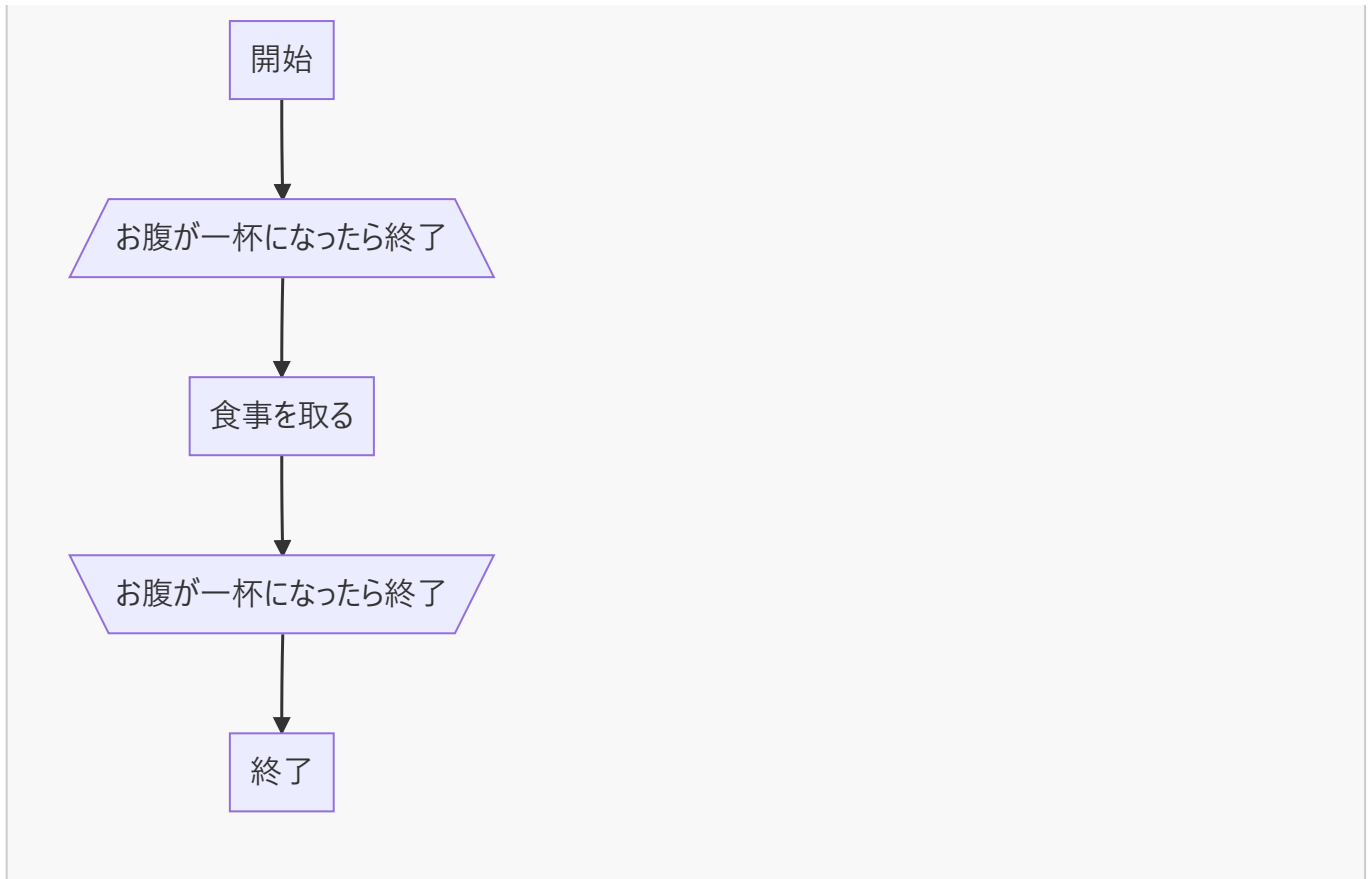 開始
お腹が一杯になったら終了
食事を取る
お腹が一杯になったら終了
終了